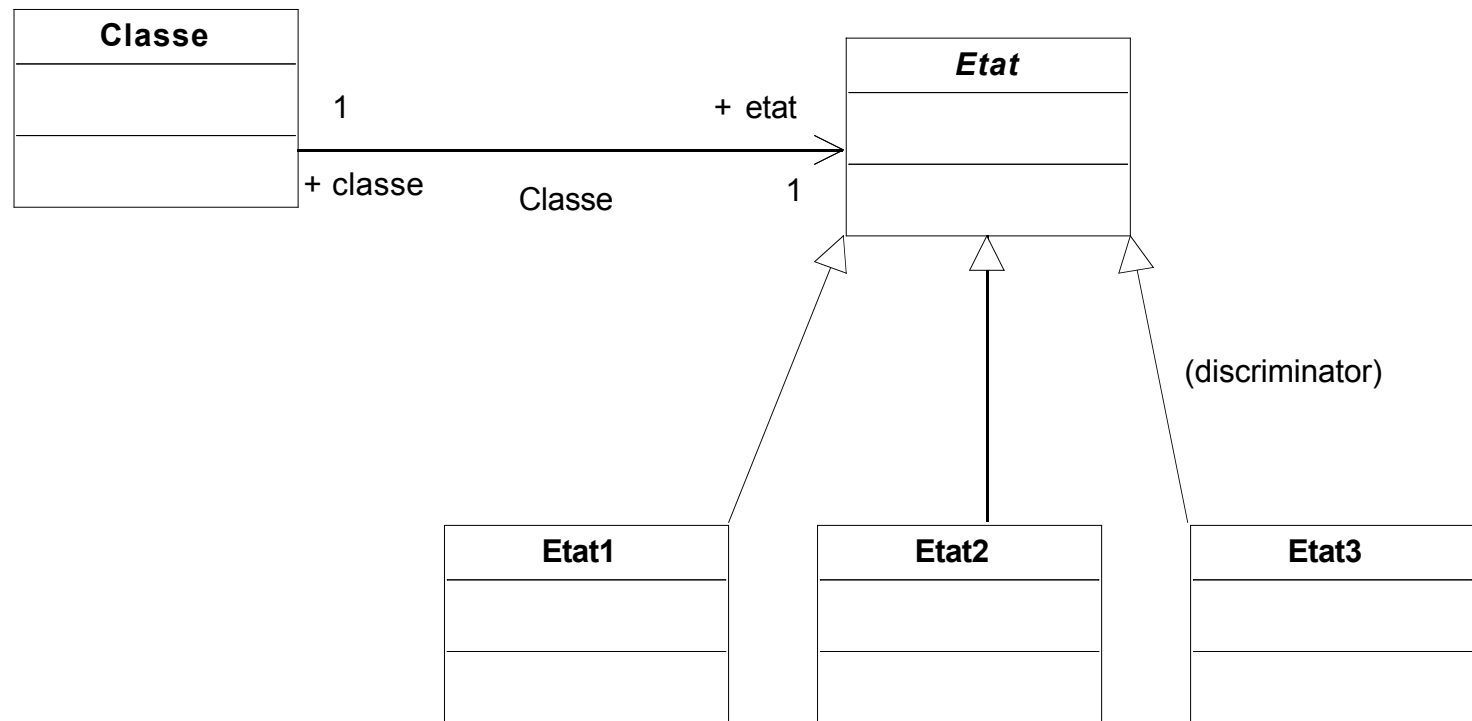 Classe
Etat
1
+ etat
+ classe
Classe
1
(discriminator)
Etat1
Etat2
Etat3